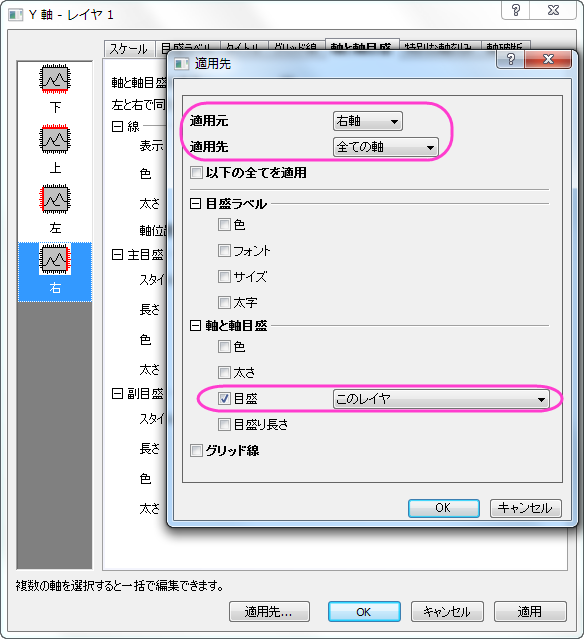 Y 軸 - レイヤ 1
スケール 目盛ラベル タイトル グリッド線 軸と軸目盛 特別な軸刻み 軸破断
適用先
下
上
左
右
軸と軸目盛
左と右で同
線
表示
色
太さ
軸位
主目盛
スタイ
長さ
色
太さ
副目盛
スタイ
長さ
色
太さ
適用元 右軸
適用先 全ての軸
以下の全てを適用
目盛ラベル
色
フォント
サイズ
太字
軸と軸目盛
色
太さ
目盛 このレイヤ
目盛り長さ
グリッド線
OK キャンセル
複数の軸を選択すると一括で編集できます。
適用先... OK キャンセル 適用